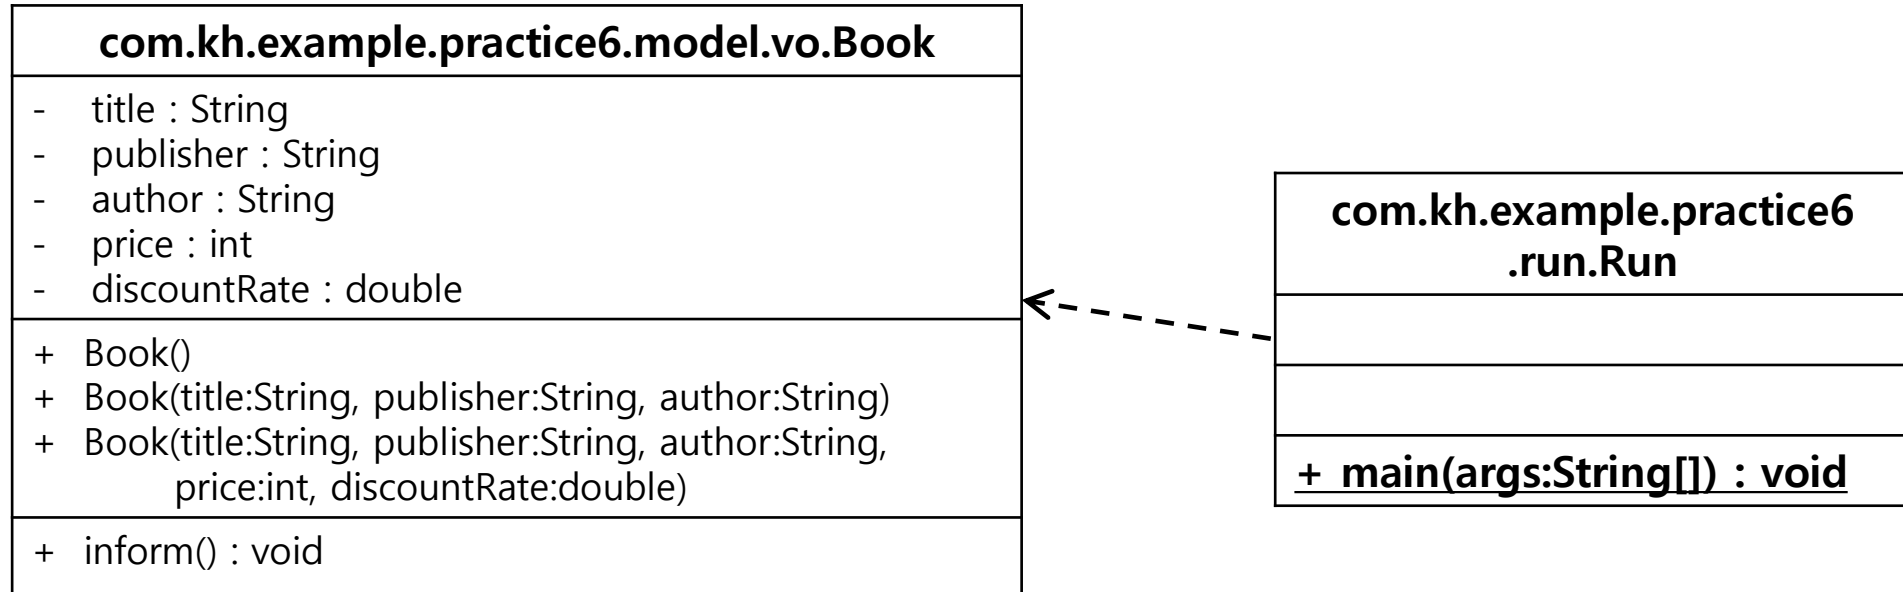 com.kh.example.practice6.model.vo.Book
- title : String
- publisher : String
- author : String
- price : int
- discountRate : double
+ Book()
+ Book(title:String, publisher:String, author:String)
+ Book(title:String, publisher:String, author:String,
price:int, discountRate:double)
+ inform() : void
com.kh.example.practice6
.run.Run
+ main(args:String[]) : void